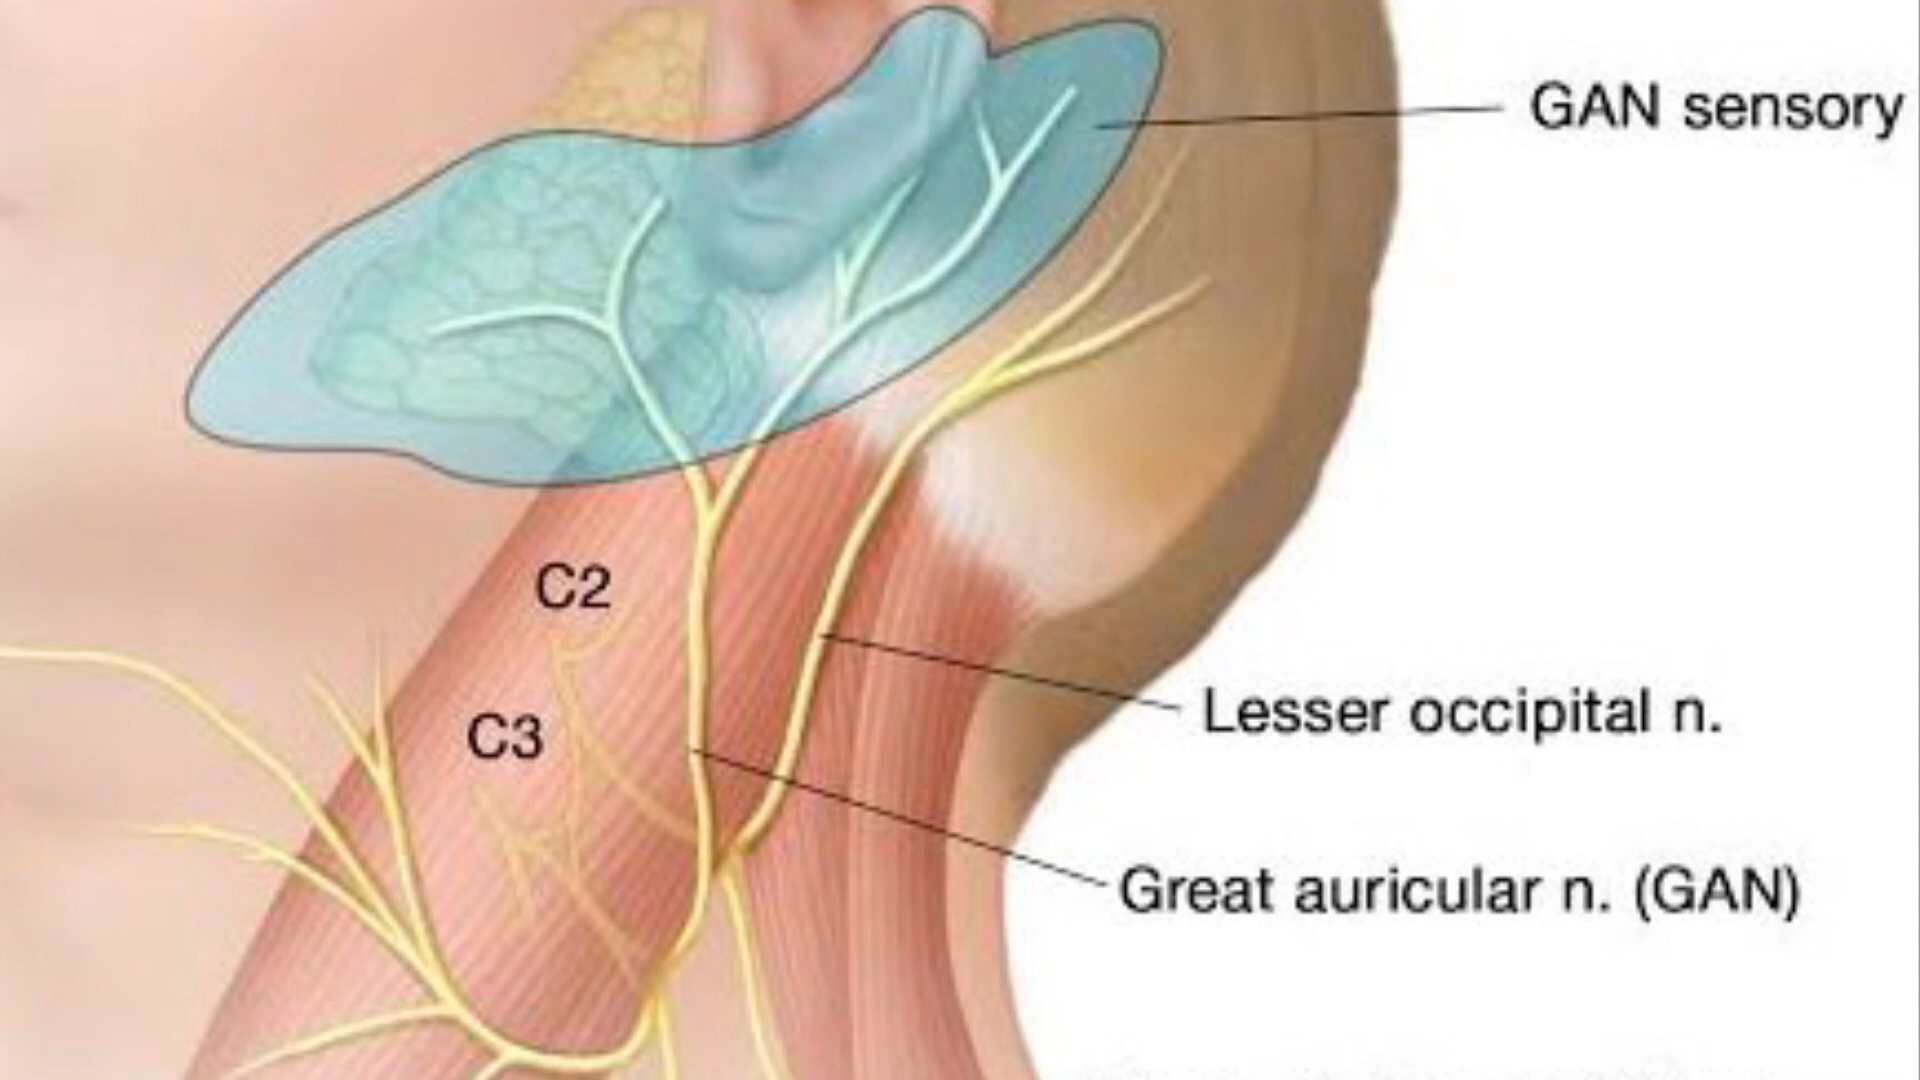 GAN sensory
C2
C3
Lesser occipital n.
Great auricular n. (GAN)